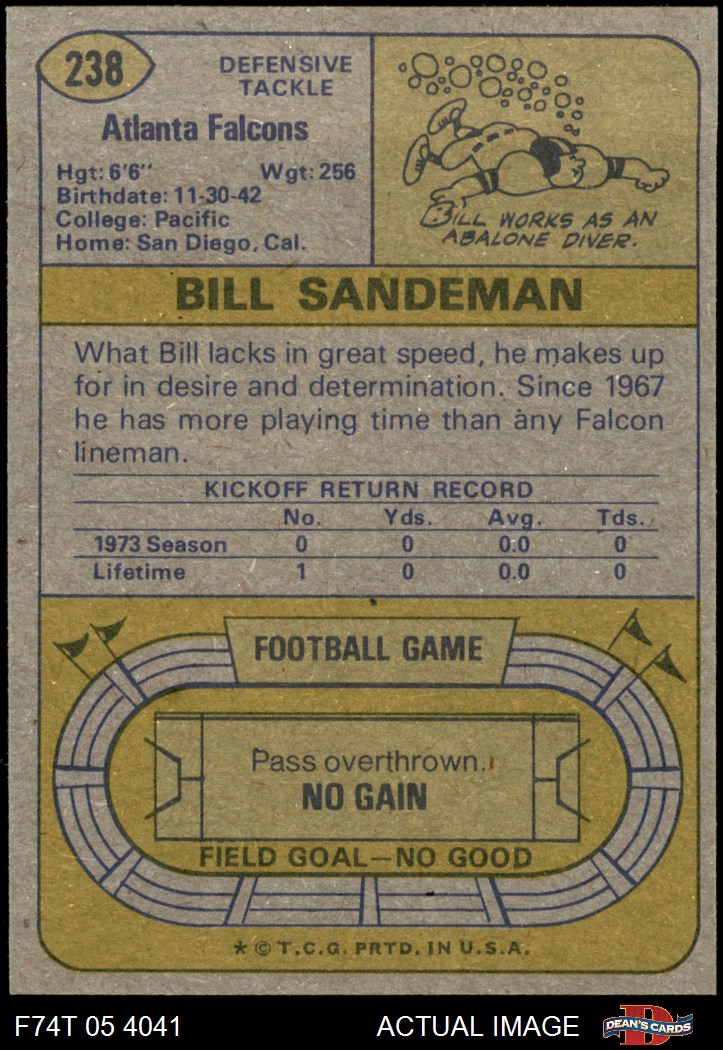 238
DEFENSIVE
TACKLE
Atlanta Falcons
Hgt: 6'6" Wgt: 256
Birthdate: 11-30-42
College: Pacific
Home: San Diego, Cal.
BILL WORKS AS AN
ABALONE DIVER.
BILL SANDEMAN
What Bill lacks in great speed, he makes up
for in desire and determination. Since 1967
he has more playing time than any Falcon
lineman.
KICKOFF RETURN RECORD
No. Yds. Avg. Tds.
1973 Season 0 0 0.0 0
Lifetime 1 0 0.0 0
FOOTBALL GAME
Pass overthrown.
NO GAIN
FIELD GOAL—NO GOOD
* © T.C.G. PRTD. IN U.S.A.
F74T 05 4041 ACTUAL IMAGE
D
DEAN'S CARDS